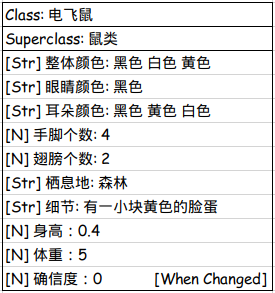 Class: 电飞鼠
Superclass: 鼠类
[Str] 整体颜色: 黑色 白色 黄色
[Str] 眼睛颜色: 黑色
[Str] 耳朵颜色: 黑色 黄色 白色
[N] 手脚个数: 4
[N] 翅膀个数: 2
[Str] 栖息地: 森林
[Str] 细节: 有一小块黄色的脸蛋
[N] 身高：0.4
[N] 体重：5
[N] 确信度：0 [When Changed]